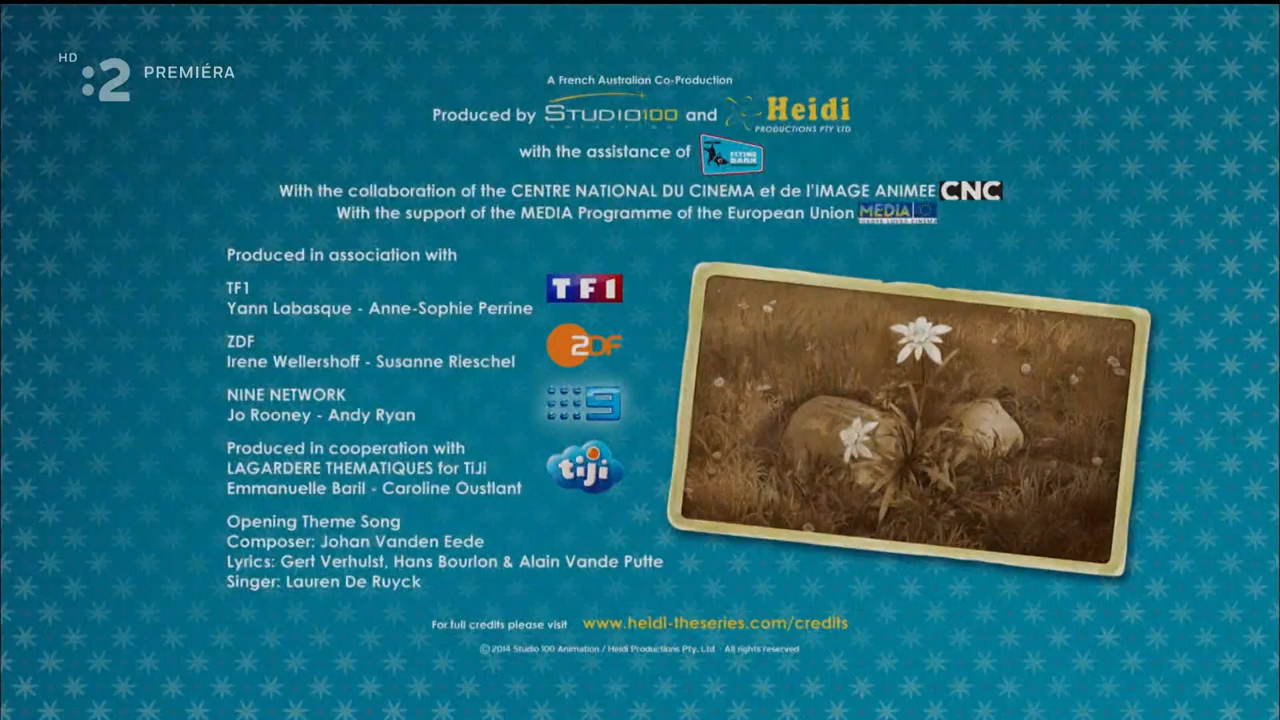 HD
:2 PREMIÉRA
A French Australian Co-Production
Produced by STUDIO100 ANIMATION and Heidi
PRODUCTIONS PTY LTD
with the assistance of FLYING BARK
With the collaboration of the CENTRE NATIONAL DU CINEMA et de l'IMAGE ANIMEE CNC
With the support of the MEDIA Programme of the European Union MEDIA
Produced in association with
TF1 TF1
Yann Labasque - Anne-Sophie Perrine
ZDF ZDF
Irene Wellershoff - Susanne Rieschel
NINE NETWORK 9
Jo Rooney - Andy Ryan
Produced in cooperation with
LAGARDERE THEMATIQUES for TiJi tiji
Emmanuelle Baril - Caroline Oustlant
Opening Theme Song
Composer: Johan Vanden Eede
Lyrics: Gert Verhulst, Hans Bourlon & Alain Vande Putte
Singer: Lauren De Ruyck
For full credits please visit www.heidi-theseries.com/credits
©2014 Studio 100 Animation / Heidi Productions Pty. Ltd. - All rights reserved